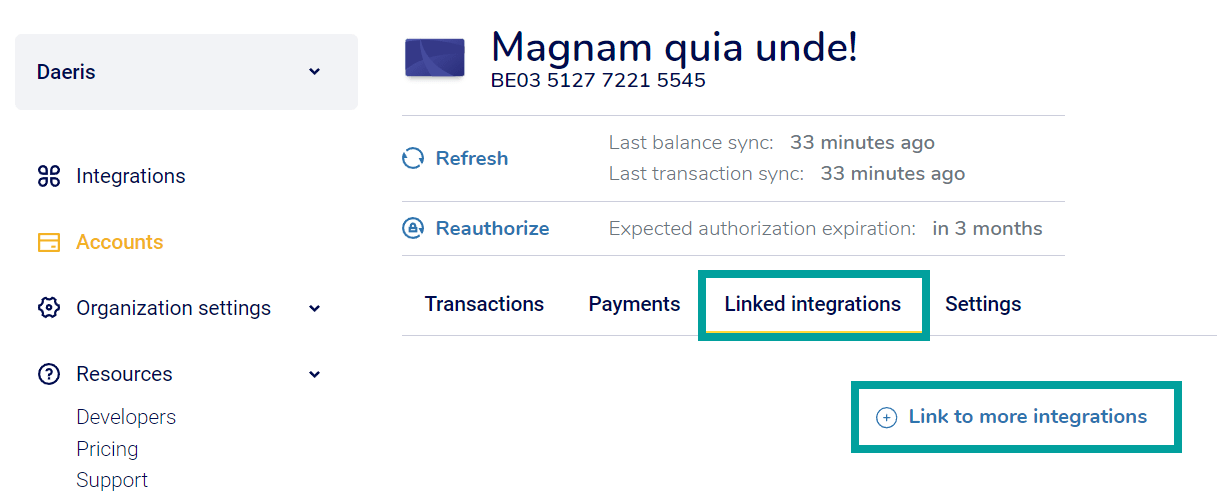 Daeris
Integrations
Accounts
Organization settings
Resources
Developers
Pricing
Support
Magnam quia unde!
BE03 5127 7221 5545
Refresh
Last balance sync: 33 minutes ago
Last transaction sync: 33 minutes ago
Reauthorize
Expected authorization expiration: in 3 months
Transactions Payments Linked integrations Settings
Link to more integrations